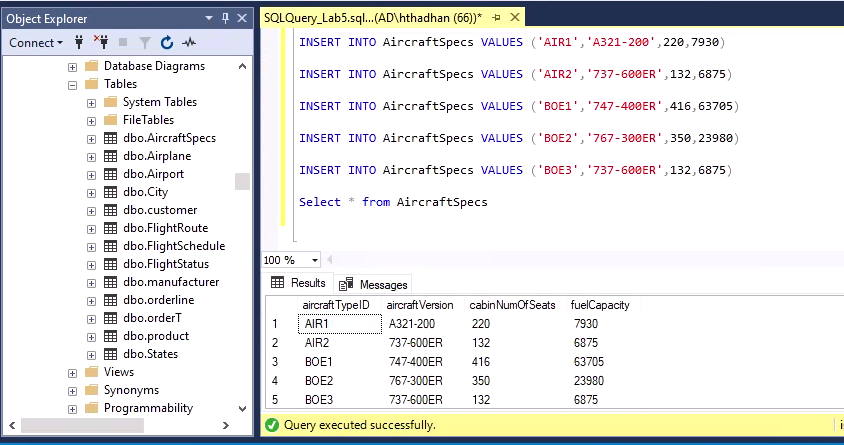 Object Explorer
Connect
Database Diagrams
Tables
System Tables
FileTables
dbo.AircraftSpecs
dbo.Airplane
dbo.Airport
dbo.City
dbo.customer
dbo.FlightRoute
dbo.FlightSchedule
dbo.FlightStatus
dbo.manufacturer
dbo.orderline
dbo.orderT
dbo.product
dbo.States
Views
Synonyms
Programmability
SQLQuery_Lab5.sql...(AD\hthadhan (66))*
INSERT INTO AircraftSpecs VALUES ('AIR1','A321-200',220,7930)
INSERT INTO AircraftSpecs VALUES ('AIR2','737-600ER',132,6875)
INSERT INTO AircraftSpecs VALUES ('BOE1','747-400ER',416,63705)
INSERT INTO AircraftSpecs VALUES ('BOE2','767-300ER',350,23980)
INSERT INTO AircraftSpecs VALUES ('BOE3','737-600ER',132,6875)
Select * from AircraftSpecs
100 %
Results Messages
aircraftTypeID aircraftVersion cabinNumOfSeats fuelCapacity
1 AIR1 A321-200 220 7930
2 AIR2 737-600ER 132 6875
3 BOE1 747-400ER 416 63705
4 BOE2 767-300ER 350 23980
5 BOE3 737-600ER 132 6875
Query executed successfully.